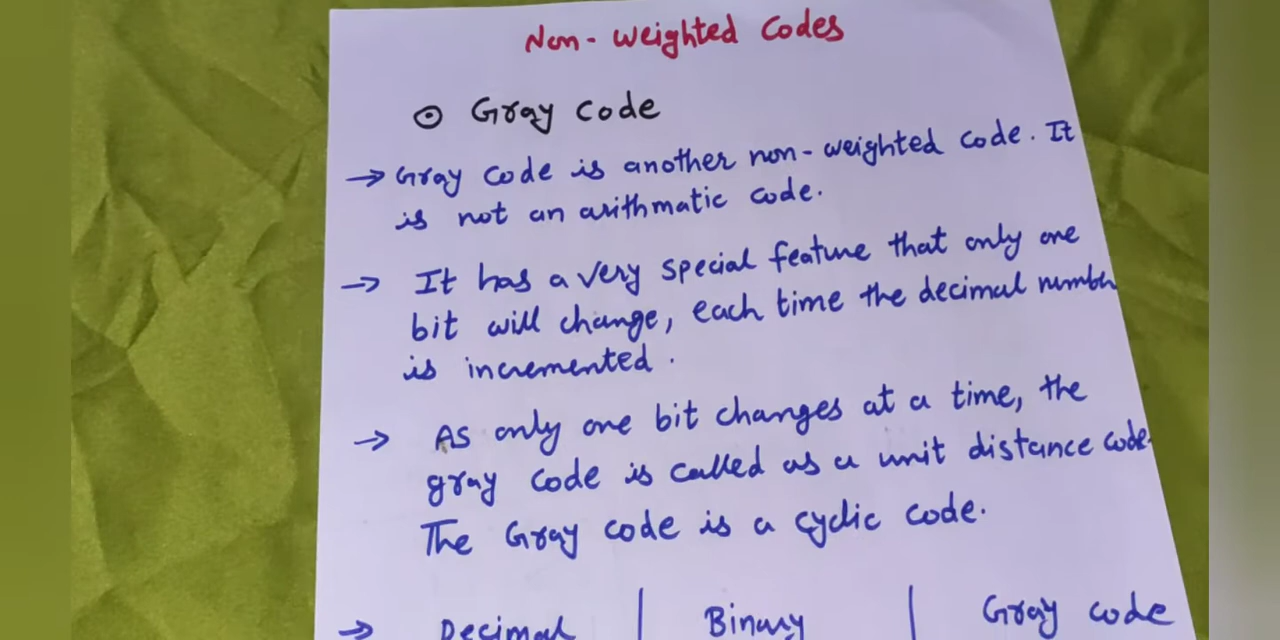 Non-Weighted Codes
⊙ Gray Code
→ Gray Code is another non-weighted code. It
is not an arithmatic code.
→ It has a very special feature that only one
bit will change, each time the decimal number
is incremented.
→ As only one bit changes at a time, the
gray code is called as a unit distance code.
The Gray code is a cyclic code.
→ Decimal | Binary | Gray code